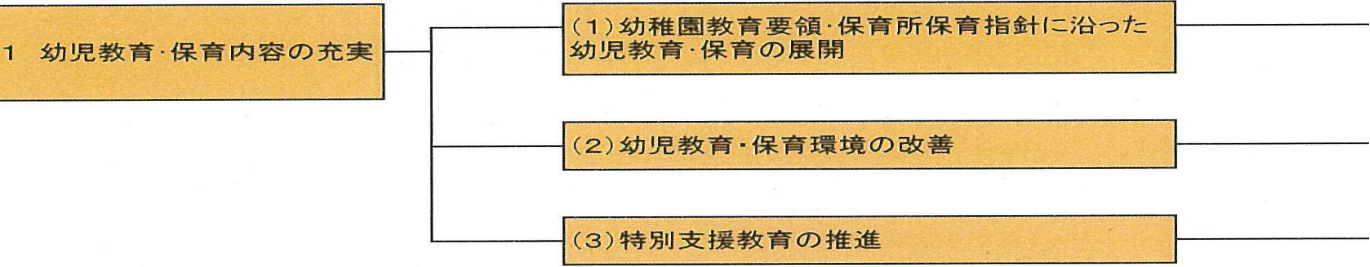 1 幼児教育・保育内容の充実
(1)幼稚園教育要領・保育所保育指針に沿った
幼児教育・保育の展開
(2)幼児教育・保育環境の改善
(3)特別支援教育の推進